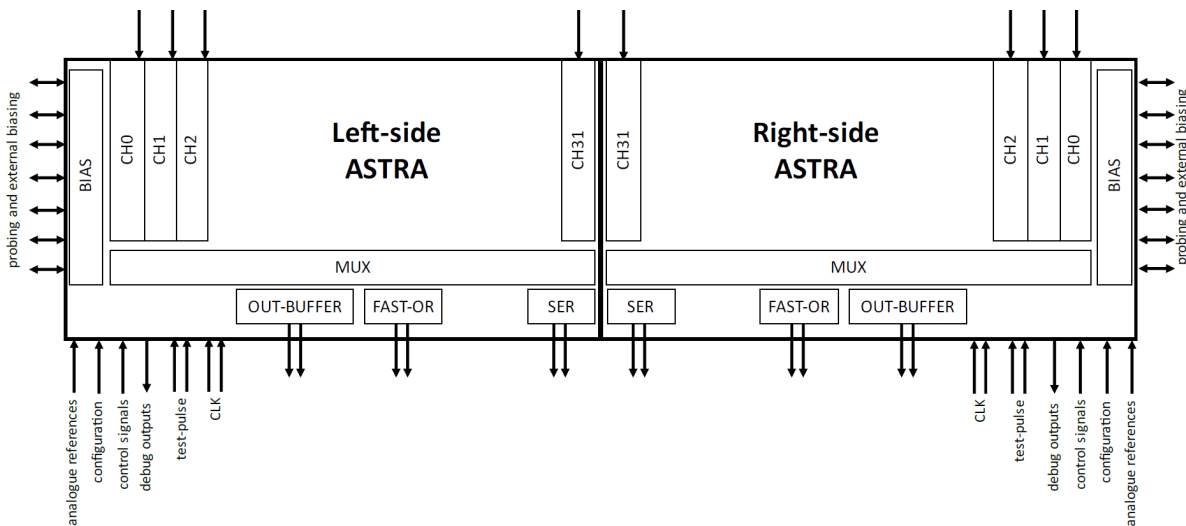 probing and external biasing
BIAS
CH0
CH1
CH2
Left-side
ASTRA
CH31
CH31
Right-side
ASTRA
CH2
CH1
CH0
BIAS
probing and external biasing
MUX
MUX
OUT-BUFFER
FAST-OR
SER
SER
FAST-OR
OUT-BUFFER
analogue references
configuration
control signals
debug outputs
test-pulse
CLK
CLK
test-pulse
debug outputs
control signals
configuration
analogue references